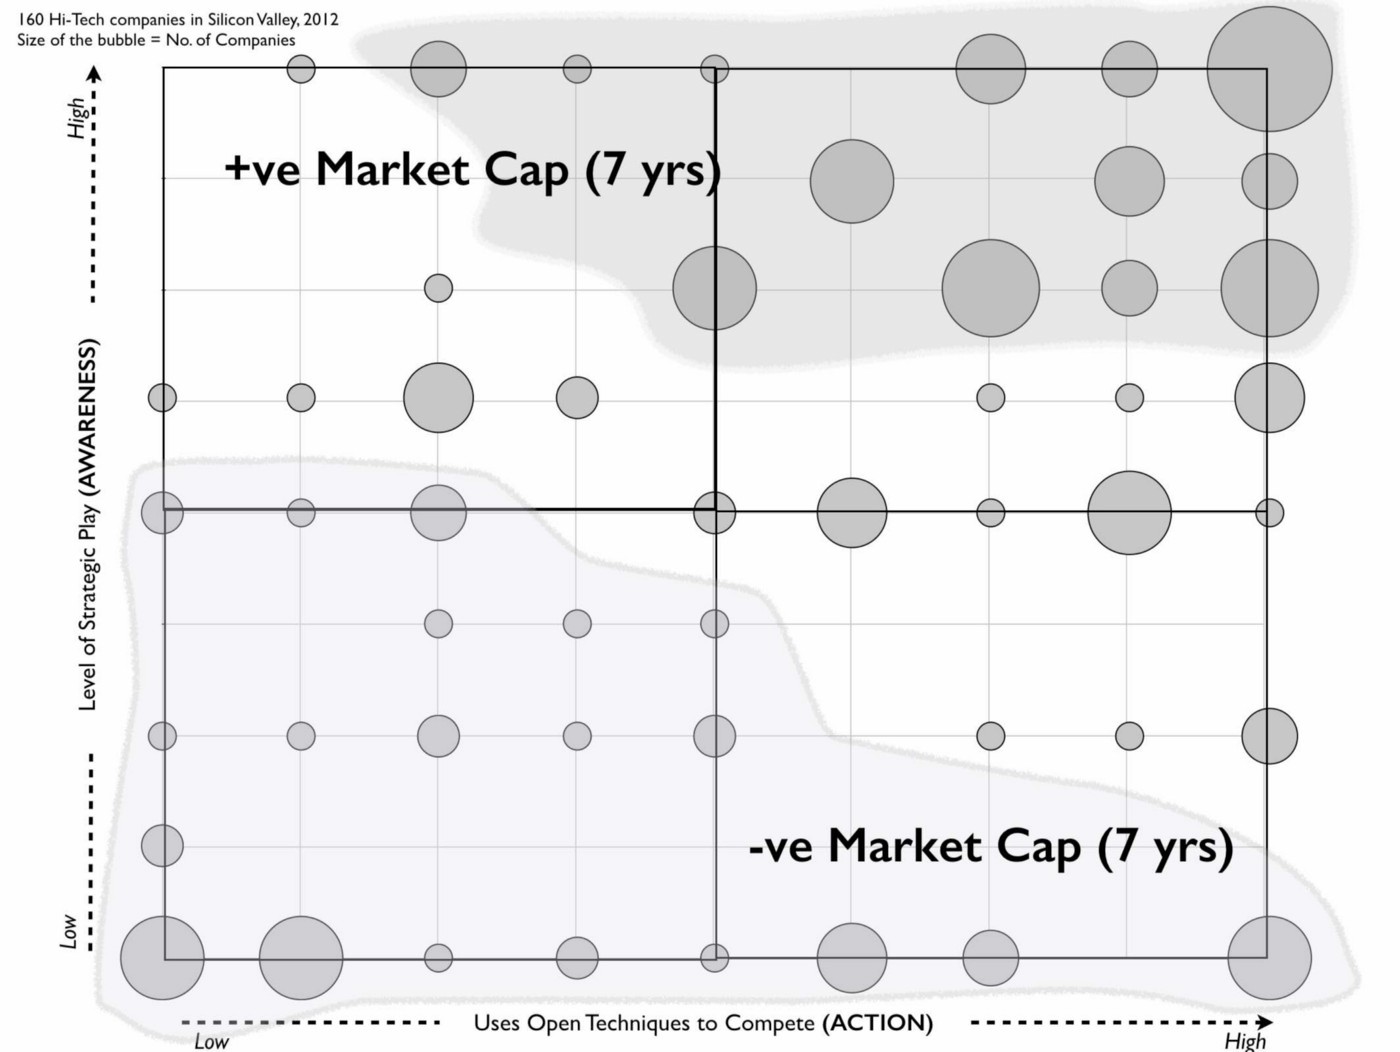 160 Hi-Tech companies in Silicon Valley, 2012
Size of the bubble = No. of Companies
High
+ve Market Cap (7 yrs)
Level of Strategic Play (AWARENESS)
-ve Market Cap (7 yrs)
Low
Uses Open Techniques to Compete (ACTION)
Low
High